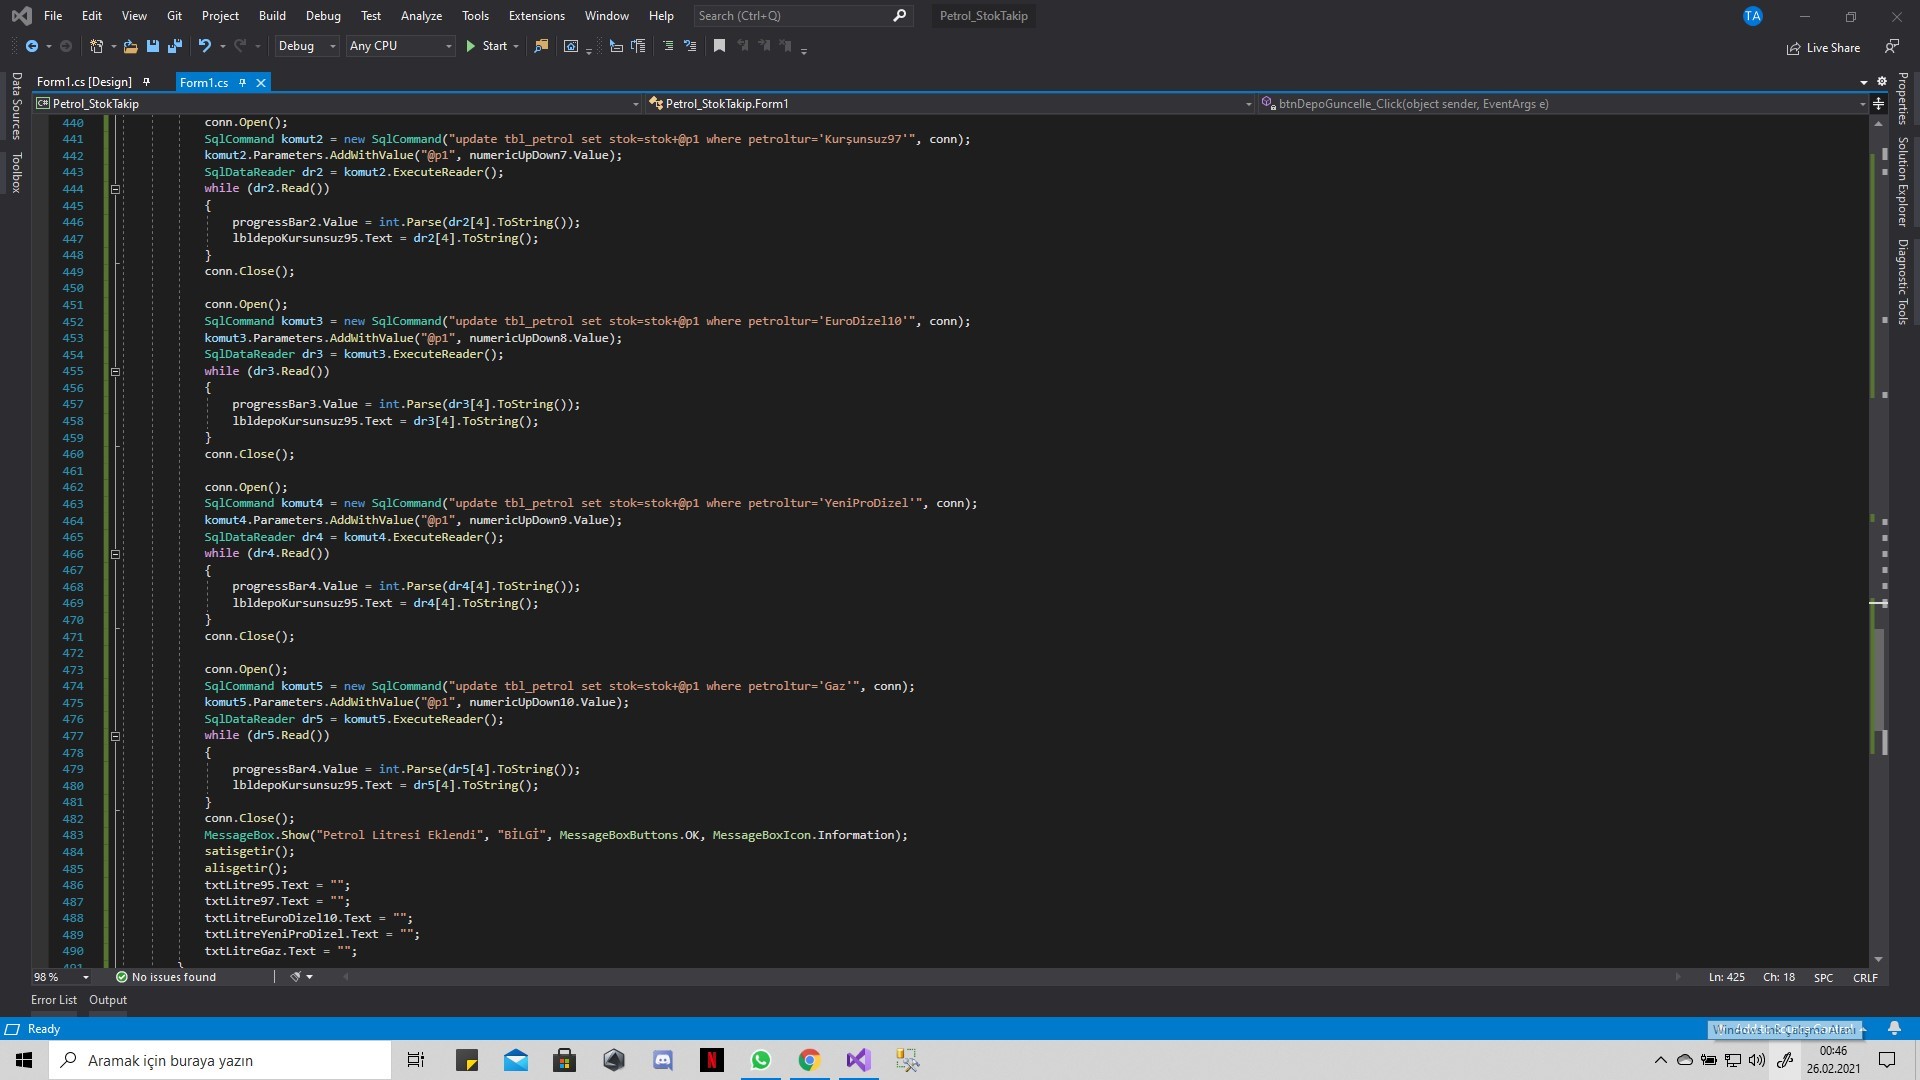 File Edit View Git Project Build Debug Test Analyze Tools Extensions Window Help Search (Ctrl+Q) Petrol_StokTakip TA
Debug Any CPU Start Live Share
Form1.cs [Design] Form1.cs
Petrol_StokTakip Petrol_StokTakip.Form1 btnDepoGuncelle_Click(object sender, EventArgs e)
Data Sources
Toolbox
Properties
Solution Explorer
Diagnostic Tools
440 conn.Open();
441 SqlCommand komut2 = new SqlCommand("update tbl_petrol set stok=stok+@p1 where petroltur='Kurşunsuz97'", conn);
442 komut2.Parameters.AddWithValue("@p1", numericUpDown7.Value);
443 SqlDataReader dr2 = komut2.ExecuteReader();
444 while (dr2.Read())
445 {
446 progressBar2.Value = int.Parse(dr2[4].ToString());
447 lbldepoKursunsuz95.Text = dr2[4].ToString();
448 }
449 conn.Close();
450
451 conn.Open();
452 SqlCommand komut3 = new SqlCommand("update tbl_petrol set stok=stok+@p1 where petroltur='EuroDizel10'", conn);
453 komut3.Parameters.AddWithValue("@p1", numericUpDown8.Value);
454 SqlDataReader dr3 = komut3.ExecuteReader();
455 while (dr3.Read())
456 {
457 progressBar3.Value = int.Parse(dr3[4].ToString());
458 lbldepoKursunsuz95.Text = dr3[4].ToString();
459 }
460 conn.Close();
461
462 conn.Open();
463 SqlCommand komut4 = new SqlCommand("update tbl_petrol set stok=stok+@p1 where petroltur='YeniProDizel'", conn);
464 komut4.Parameters.AddWithValue("@p1", numericUpDown9.Value);
465 SqlDataReader dr4 = komut4.ExecuteReader();
466 while (dr4.Read())
467 {
468 progressBar4.Value = int.Parse(dr4[4].ToString());
469 lbldepoKursunsuz95.Text = dr4[4].ToString();
470 }
471 conn.Close();
472
473 conn.Open();
474 SqlCommand komut5 = new SqlCommand("update tbl_petrol set stok=stok+@p1 where petroltur='Gaz'", conn);
475 komut5.Parameters.AddWithValue("@p1", numericUpDown10.Value);
476 SqlDataReader dr5 = komut5.ExecuteReader();
477 while (dr5.Read())
478 {
479 progressBar4.Value = int.Parse(dr5[4].ToString());
480 lbldepoKursunsuz95.Text = dr5[4].ToString();
481 }
482 conn.Close();
483 MessageBox.Show("Petrol Litresi Eklendi", "BİLGİ", MessageBoxButtons.OK, MessageBoxIcon.Information);
484 satisgetir();
485 alisgetir();
486 txtLitre95.Text = "";
487 txtLitre97.Text = "";
488 txtLitreEuroDizel10.Text = "";
489 txtLitreYeniProDizel.Text = "";
490 txtLitreGaz.Text = "";
491 }
98 % No issues found Ln: 425 Ch: 18 SPC CRLF
Error List Output
Ready
Aramak için buraya yazın
00:46
26.02.2021